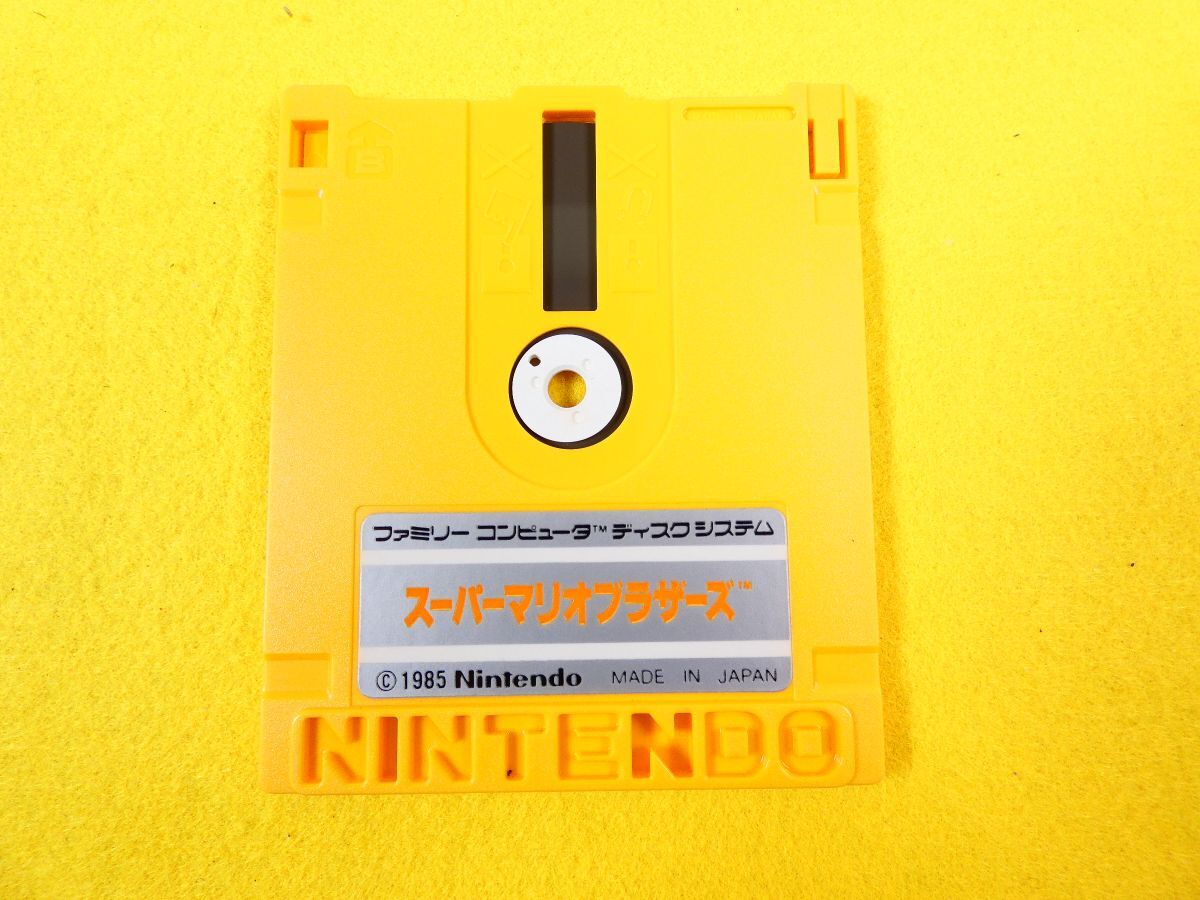 B
ファミリー コンピュータ™ ディスク システム
スーパーマリオブラザーズ™
© 1985 Nintendo MADE IN JAPAN
NINTENDO